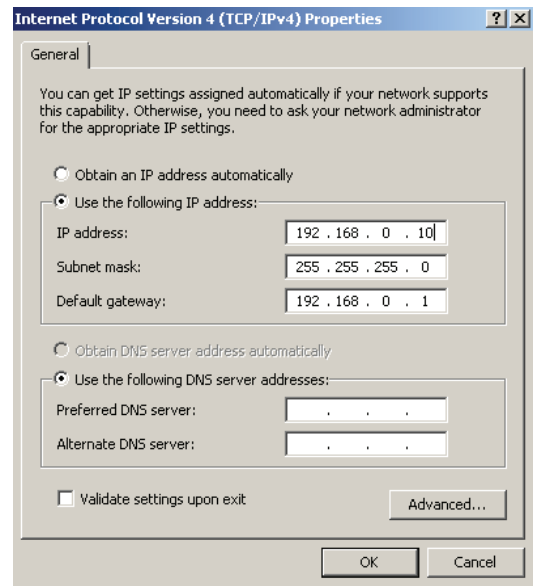 Internet Protocol Version 4 (TCP/IPv4) Properties
General
You can get IP settings assigned automatically if your network supports
this capability. Otherwise, you need to ask your network administrator
for the appropriate IP settings.
Obtain an IP address automatically
Use the following IP address:
IP address: 192 . 168 . 0 . 10
Subnet mask: 255 . 255 . 255 . 0
Default gateway: 192 . 168 . 0 . 1
Obtain DNS server address automatically
Use the following DNS server addresses:
Preferred DNS server: . . .
Alternate DNS server: . . .
Validate settings upon exit
Advanced...
OK Cancel